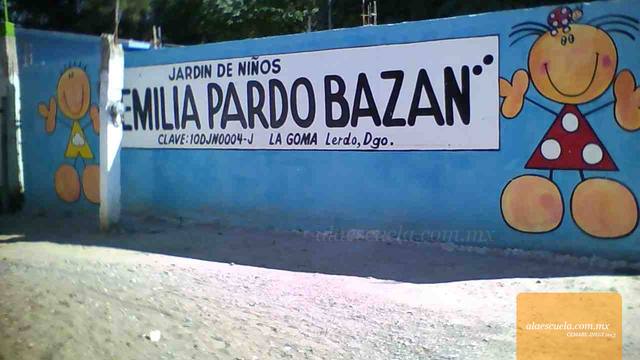 JARDIN DE NIÑOS
EMILIA PARDO BAZAN
CLAVE: 10DJN0004-J LA GOMA Lerdo, Dgo.
alaescuela.com.mx
alaescuela.com.mx